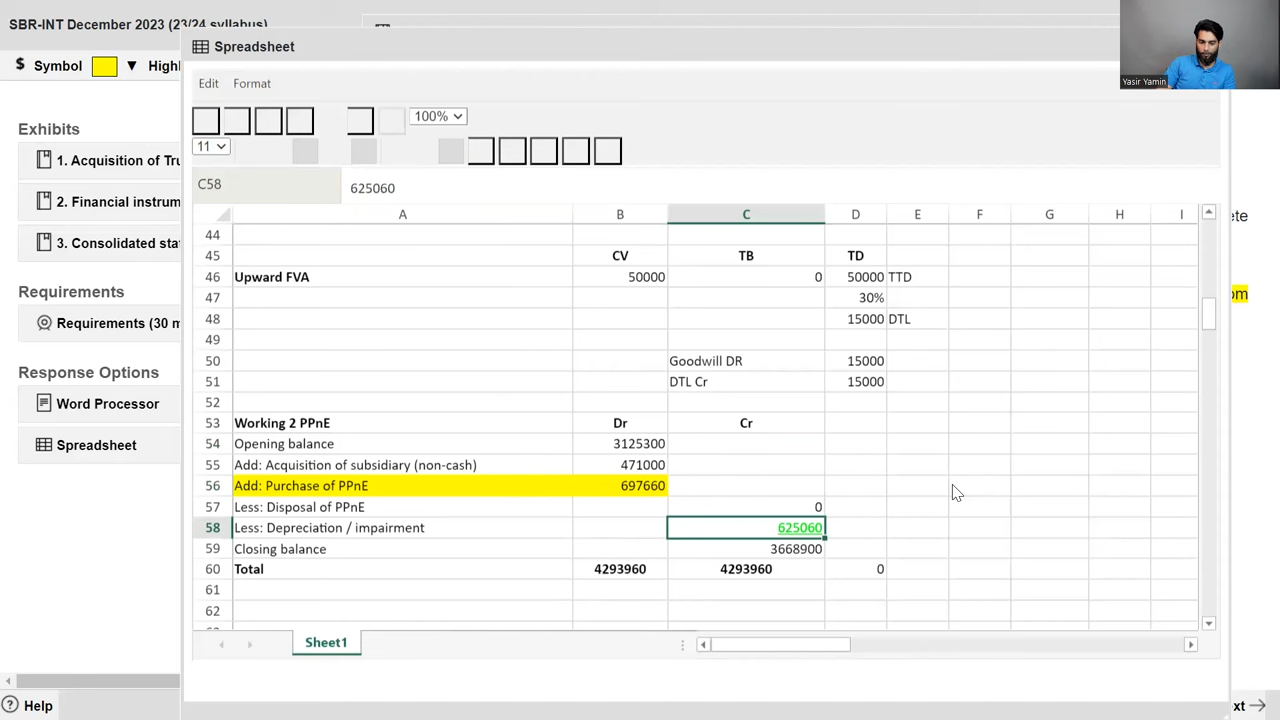 SBR-INT December 2023 (23/24 syllabus)
Spreadsheet
Yasir Yamin
$ Symbol ▼ Highl
Edit Format
100%
11
C58 625060
Exhibits
1. Acquisition of Tru
2. Financial instrum
3. Consolidated stat
Requirements
Requirements (30 m
Response Options
Word Processor
Spreadsheet
A B C D E F G H I
44
45 CV TB TD
46 Upward FVA 50000 0 50000 TTD
47 30%
48 15000 DTL
49
50 Goodwill DR 15000
51 DTL Cr 15000
52
53 Working 2 PPnE Dr Cr
54 Opening balance 3125300
55 Add: Acquisition of subsidiary (non-cash) 471000
56 Add: Purchase of PPnE 697660
57 Less: Disposal of PPnE 0
58 Less: Depreciation / impairment 625060
59 Closing balance 3668900
60 Total 4293960 4293960 0
61
62
Sheet1
ete
om
Help
xt